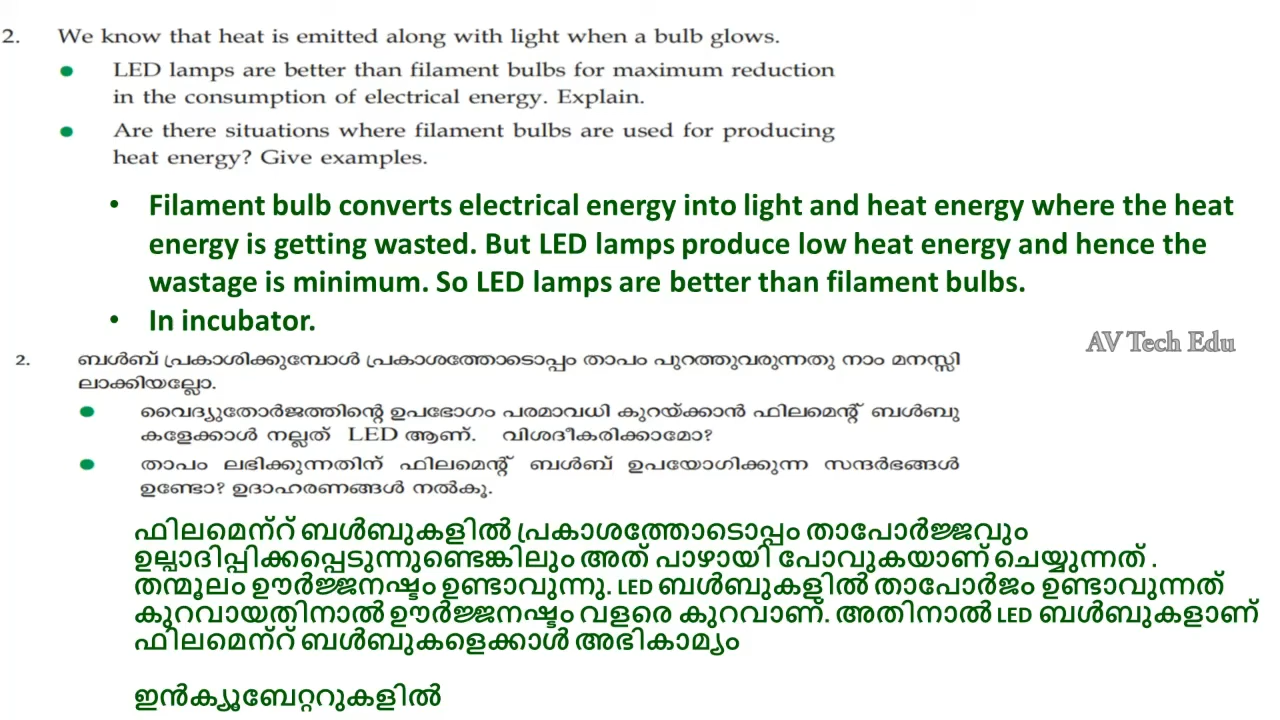 2. We know that heat is emitted along with light when a bulb glows.
● LED lamps are better than filament bulbs for maximum reduction
in the consumption of electrical energy. Explain.
● Are there situations where filament bulbs are used for producing
heat energy? Give examples.
• Filament bulb converts electrical energy into light and heat energy where the heat
energy is getting wasted. But LED lamps produce low heat energy and hence the
wastage is minimum. So LED lamps are better than filament bulbs.
• In incubator.
AV Tech Edu
2. ബൾബ് പ്രകാശിക്കുമ്പോൾ പ്രകാശത്തോടൊപ്പം താപം പുറത്തുവരുന്നതു നാം മനസ്സി
ലാക്കിയല്ലോ.
● വൈദ്യുതോർജത്തിന്റെ ഉപഭോഗം പരമാവധി കുറയ്ക്കാൻ ഫിലമെന്റ് ബൾബു
കളേക്കാൾ നല്ലത് LED ആണ്. വിശദീകരിക്കാമോ?
● താപം ലഭിക്കുന്നതിന് ഫിലമെന്റ് ബൾബ് ഉപയോഗിക്കുന്ന സന്ദർഭങ്ങൾ
ഉണ്ടോ? ഉദാഹരണങ്ങൾ നൽകൂ.
ഫിലമെന്റ് ബൾബുകളിൽ പ്രകാശത്തോടൊപ്പം താപോർജ്ജവും
ഉല്പാദിപ്പിക്കപ്പെടുന്നുണ്ടെങ്കിലും അത് പാഴായി പോവുകയാണ് ചെയ്യുന്നത് .
തന്മൂലം ഊർജ്ജനഷ്ടം ഉണ്ടാവുന്നു. LED ബൾബുകളിൽ താപോർജം ഉണ്ടാവുന്നത്
കുറവായതിനാൽ ഊർജ്ജനഷ്ടം വളരെ കുറവാണ്. അതിനാൽ LED ബൾബുകളാണ്
ഫിലമെന്റ് ബൾബുകളെക്കാൾ അഭികാമ്യം
ഇൻക്യൂബേറ്ററുകളിൽ